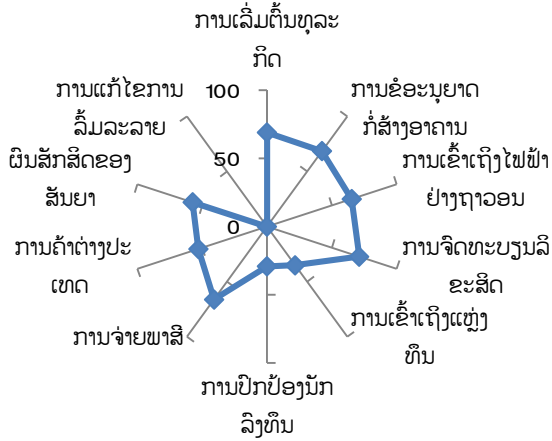 ການເລີ່ມຕົ້ນທຸລະ
ກິດ
ການຂໍອະນຸຍາດ
ກໍ່ສ້າງອາຄານ
ການເຂົ້າເຖິງໄຟຟ້າ
ຢ່າງຖາວອນ
ການຈົດທະບຽນລິ
ຂະສິດ
ການເຂົ້າເຖິງແຫຼ່ງ
ທຶນ
ການປົກປ້ອງນັກ
ລົງທຶນ
ການຈ່າຍພາສີ
ການຄ້າຕ່າງປະ
ເທດ
ຜົນສັກສິດຂອງ
ສັນຍາ
ການແກ້ໄຂການ
ລົ້ມລະລາຍ
100
50
0